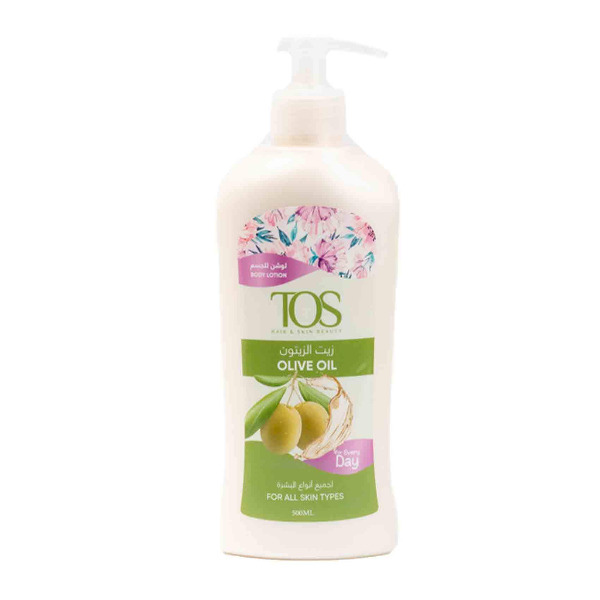 لوشن للجسم
BODY LOTION
TOS
HAIR & SKIN BEAUTY
زيت الزيتون
OLIVE OIL
For Every
Day
لجميع أنواع البشرة
FOR ALL SKIN TYPES
500ML